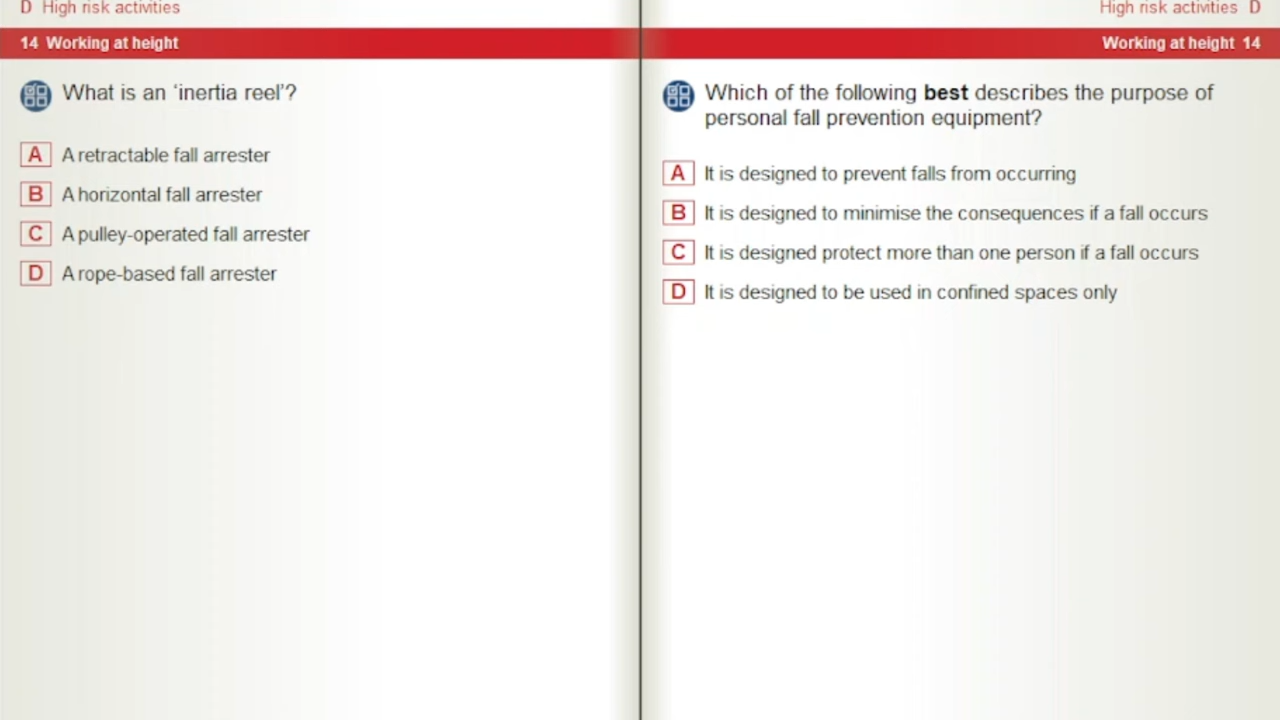 D High risk activities
14 Working at height
What is an ‘inertia reel’?
A A retractable fall arrester
B A horizontal fall arrester
C A pulley-operated fall arrester
D A rope-based fall arrester
High risk activities D
Working at height 14
Which of the following best describes the purpose of
personal fall prevention equipment?
A It is designed to prevent falls from occurring
B It is designed to minimise the consequences if a fall occurs
C It is designed protect more than one person if a fall occurs
D It is designed to be used in confined spaces only